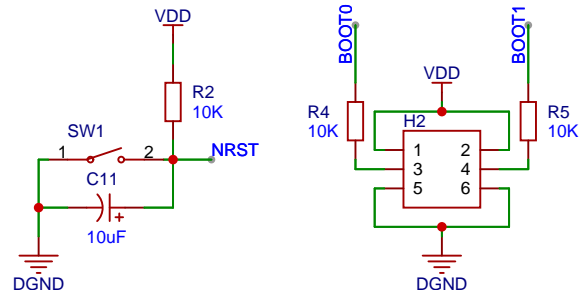 VDD
R2
10K
SW1
1
2
NRST
C11
10uF
DGND
BOOT0
BOOT1
VDD
R4
10K
H2
R5
10K
1 2
3 4
5 6
DGND